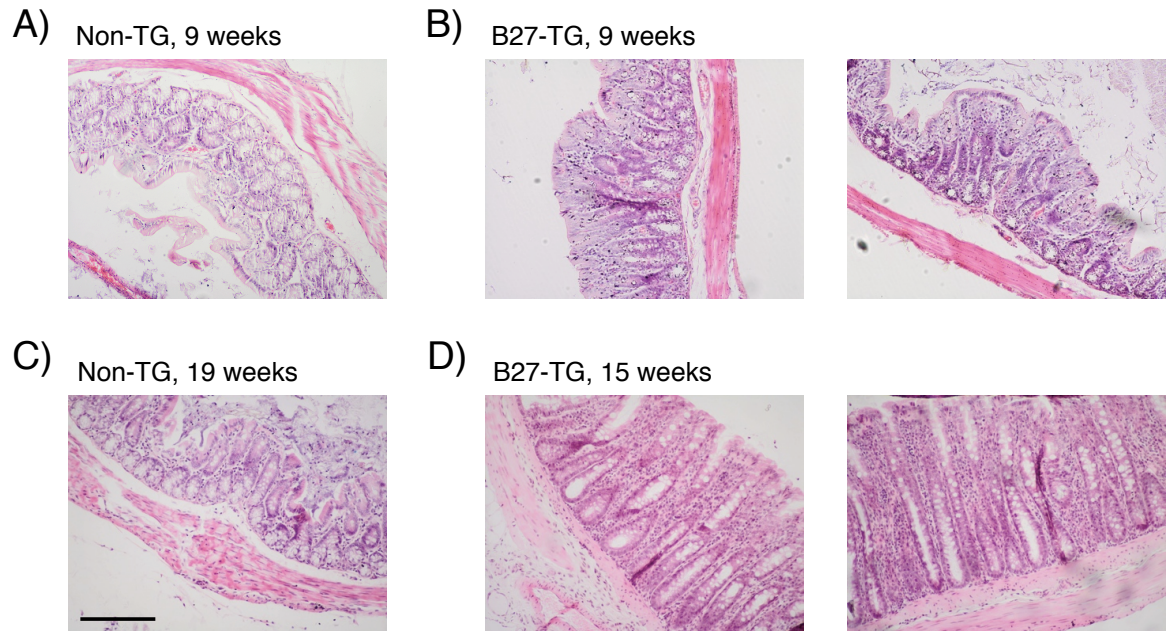 A) Non-TG, 9 weeks
B) B27-TG, 9 weeks
C) Non-TG, 19 weeks
D) B27-TG, 15 weeks